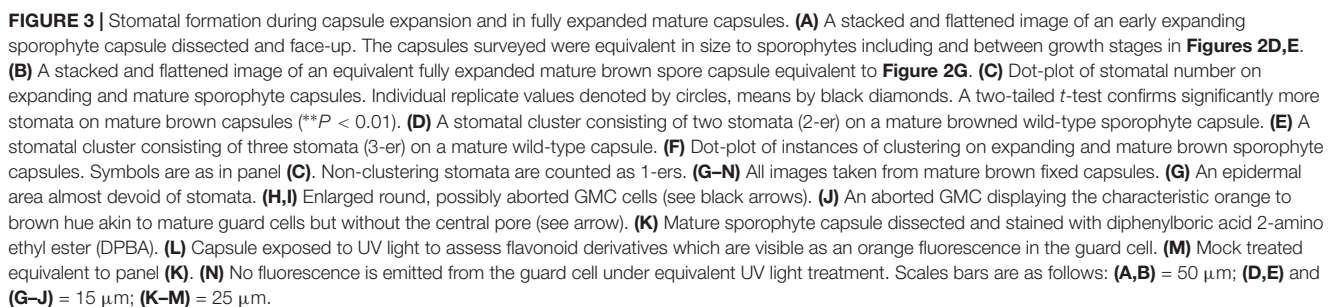 FIGURE 3 | Stomatal formation during capsule expansion and in fully expanded mature capsules. (A) A stacked and flattened image of an early expanding
sporophyte capsule dissected and face-up. The capsules surveyed were equivalent in size to sporophytes including and between growth stages in Figures 2D,E.
(B) A stacked and flattened image of an equivalent fully expanded mature brown spore capsule equivalent to Figure 2G. (C) Dot-plot of stomatal number on
expanding and mature sporophyte capsules. Individual replicate values denoted by circles, means by black diamonds. A two-tailed t-test confirms significantly more
stomata on mature brown capsules (**P < 0.01). (D) A stomatal cluster consisting of two stomata (2-er) on a mature browned wild-type sporophyte capsule. (E) A
stomatal cluster consisting of three stomata (3-er) on a mature wild-type capsule. (F) Dot-plot of instances of clustering on expanding and mature brown sporophyte
capsules. Symbols are as in panel (C). Non-clustering stomata are counted as 1-ers. (G–N) All images taken from mature brown fixed capsules. (G) An epidermal
area almost devoid of stomata. (H,I) Enlarged round, possibly aborted GMC cells (see black arrows). (J) An aborted GMC displaying the characteristic orange to
brown hue akin to mature guard cells but without the central pore (see arrow). (K) Mature sporophyte capsule dissected and stained with diphenylboric acid 2-amino
ethyl ester (DPBA). (L) Capsule exposed to UV light to assess flavonoid derivatives which are visible as an orange fluorescence in the guard cell. (M) Mock treated
equivalent to panel (K). (N) No fluorescence is emitted from the guard cell under equivalent UV light treatment. Scales bars are as follows: (A,B) = 50 μm; (D,E) and
(G–J) = 15 μm; (K–M) = 25 μm.